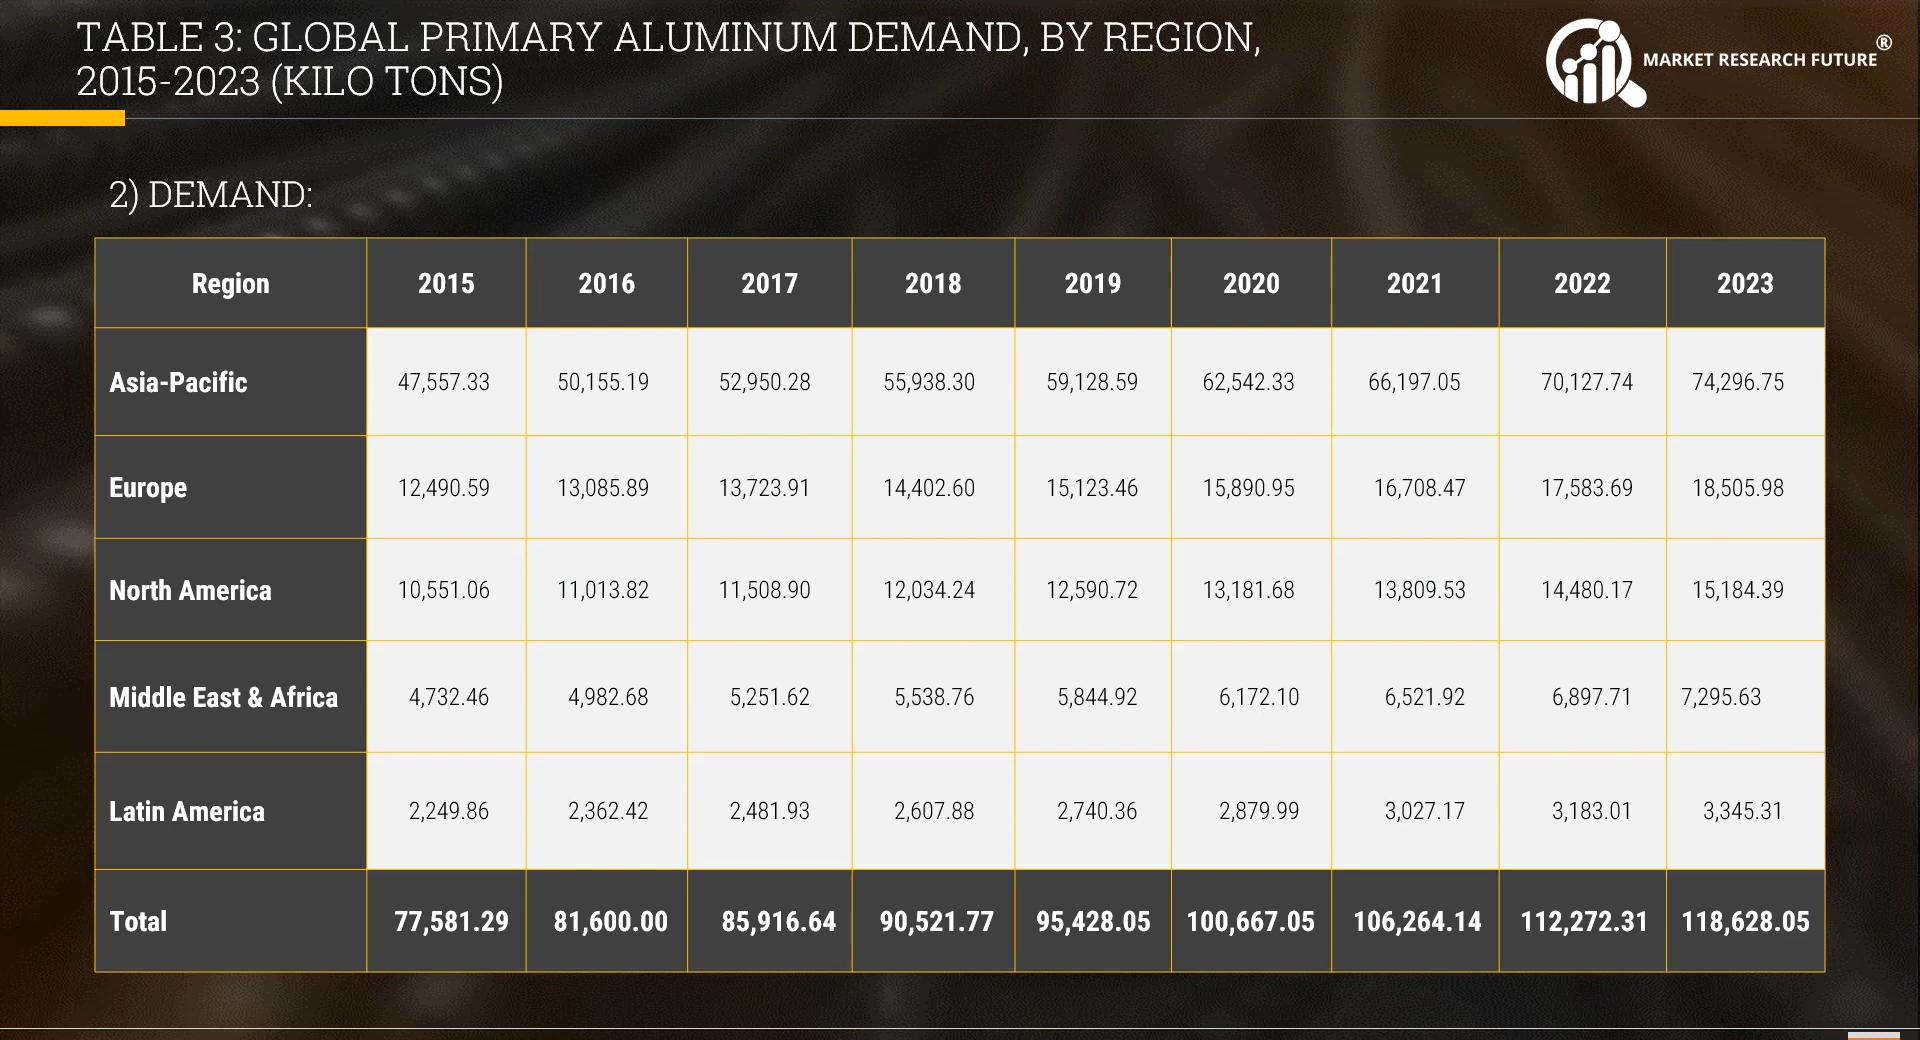 TABLE 3: GLOBAL PRIMARY ALUMINUM DEMAND, BY REGION,
2015-2023 (KILO TONS)
MARKET RESEARCH FUTURE®
2) DEMAND:
Region 2015 2016 2017 2018 2019 2020 2021 2022 2023
Asia-Pacific 47,557.33 50,155.19 52,950.28 55,938.30 59,128.59 62,542.33 66,197.05 70,127.74 74,296.75
Europe 12,490.59 13,085.89 13,723.91 14,402.60 15,123.46 15,890.95 16,708.47 17,583.69 18,505.98
North America 10,551.06 11,013.82 11,508.90 12,034.24 12,590.72 13,181.68 13,809.53 14,480.17 15,184.39
Middle East & Africa 4,732.46 4,982.68 5,251.62 5,538.76 5,844.92 6,172.10 6,521.92 6,897.71 7,295.63
Latin America 2,249.86 2,362.42 2,481.93 2,607.88 2,740.36 2,879.99 3,027.17 3,183.01 3,345.31
Total 77,581.29 81,600.00 85,916.64 90,521.77 95,428.05 100,667.05 106,264.14 112,272.31 118,628.05